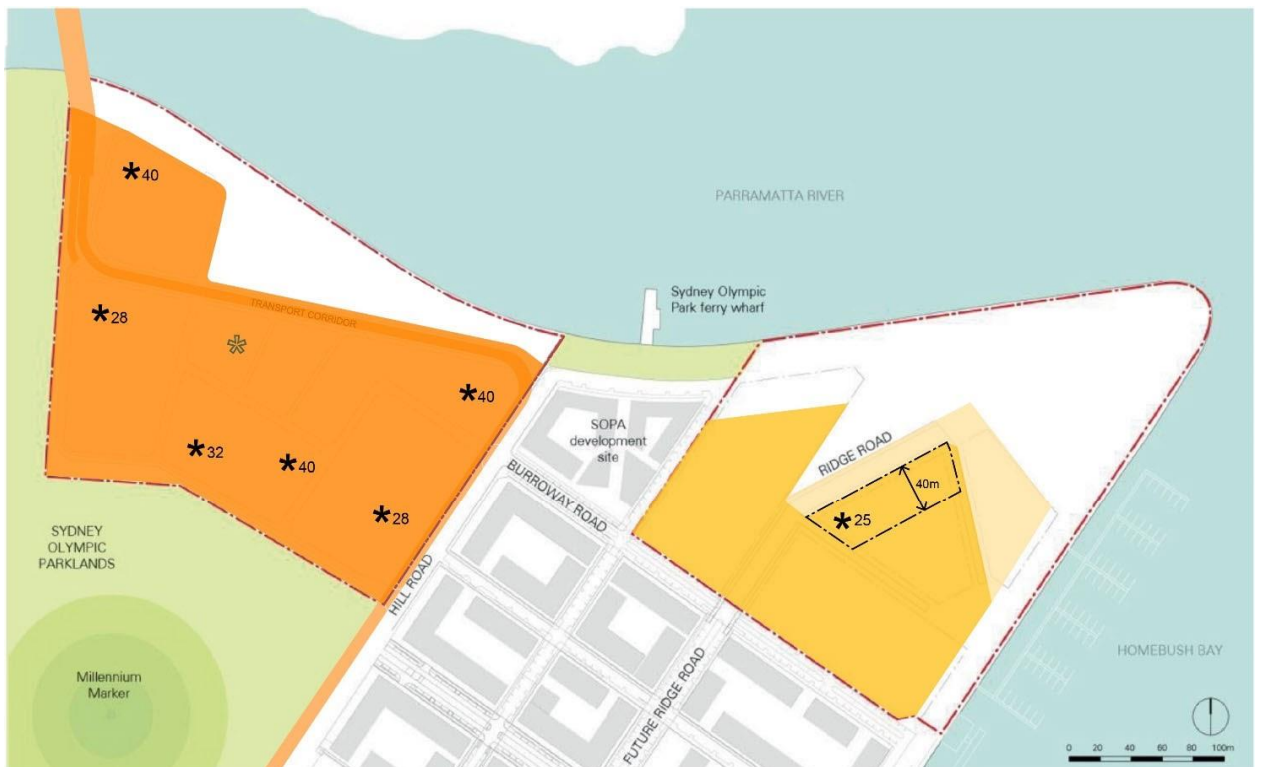 *40
PARRAMATTA RIVER
Sydney Olympic
Park ferry wharf
TRANSPORT CORRIDOR
*28
*
*40
SOPA
development
site
RIDGE ROAD
*32
*40
BURROWAY ROAD
40m
*25
*28
SYDNEY
OLYMPIC
PARKLANDS
HILL ROAD
FUTURE RIDGE ROAD
HOMEBUSH BAY
Millennium
Marker
0 20 40 60 80 100m